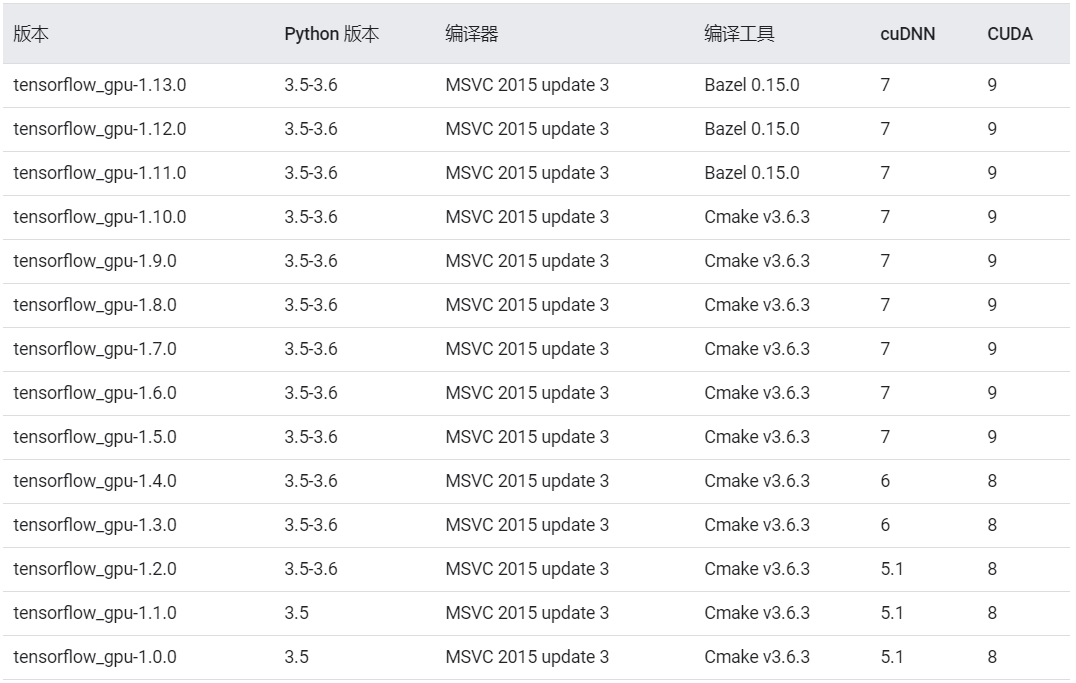 版本 Python 版本 编译器 编译工具 cuDNN CUDA
tensorflow_gpu-1.13.0 3.5-3.6 MSVC 2015 update 3 Bazel 0.15.0 7 9
tensorflow_gpu-1.12.0 3.5-3.6 MSVC 2015 update 3 Bazel 0.15.0 7 9
tensorflow_gpu-1.11.0 3.5-3.6 MSVC 2015 update 3 Bazel 0.15.0 7 9
tensorflow_gpu-1.10.0 3.5-3.6 MSVC 2015 update 3 Cmake v3.6.3 7 9
tensorflow_gpu-1.9.0 3.5-3.6 MSVC 2015 update 3 Cmake v3.6.3 7 9
tensorflow_gpu-1.8.0 3.5-3.6 MSVC 2015 update 3 Cmake v3.6.3 7 9
tensorflow_gpu-1.7.0 3.5-3.6 MSVC 2015 update 3 Cmake v3.6.3 7 9
tensorflow_gpu-1.6.0 3.5-3.6 MSVC 2015 update 3 Cmake v3.6.3 7 9
tensorflow_gpu-1.5.0 3.5-3.6 MSVC 2015 update 3 Cmake v3.6.3 7 9
tensorflow_gpu-1.4.0 3.5-3.6 MSVC 2015 update 3 Cmake v3.6.3 6 8
tensorflow_gpu-1.3.0 3.5-3.6 MSVC 2015 update 3 Cmake v3.6.3 6 8
tensorflow_gpu-1.2.0 3.5-3.6 MSVC 2015 update 3 Cmake v3.6.3 5.1 8
tensorflow_gpu-1.1.0 3.5 MSVC 2015 update 3 Cmake v3.6.3 5.1 8
tensorflow_gpu-1.0.0 3.5 MSVC 2015 update 3 Cmake v3.6.3 5.1 8